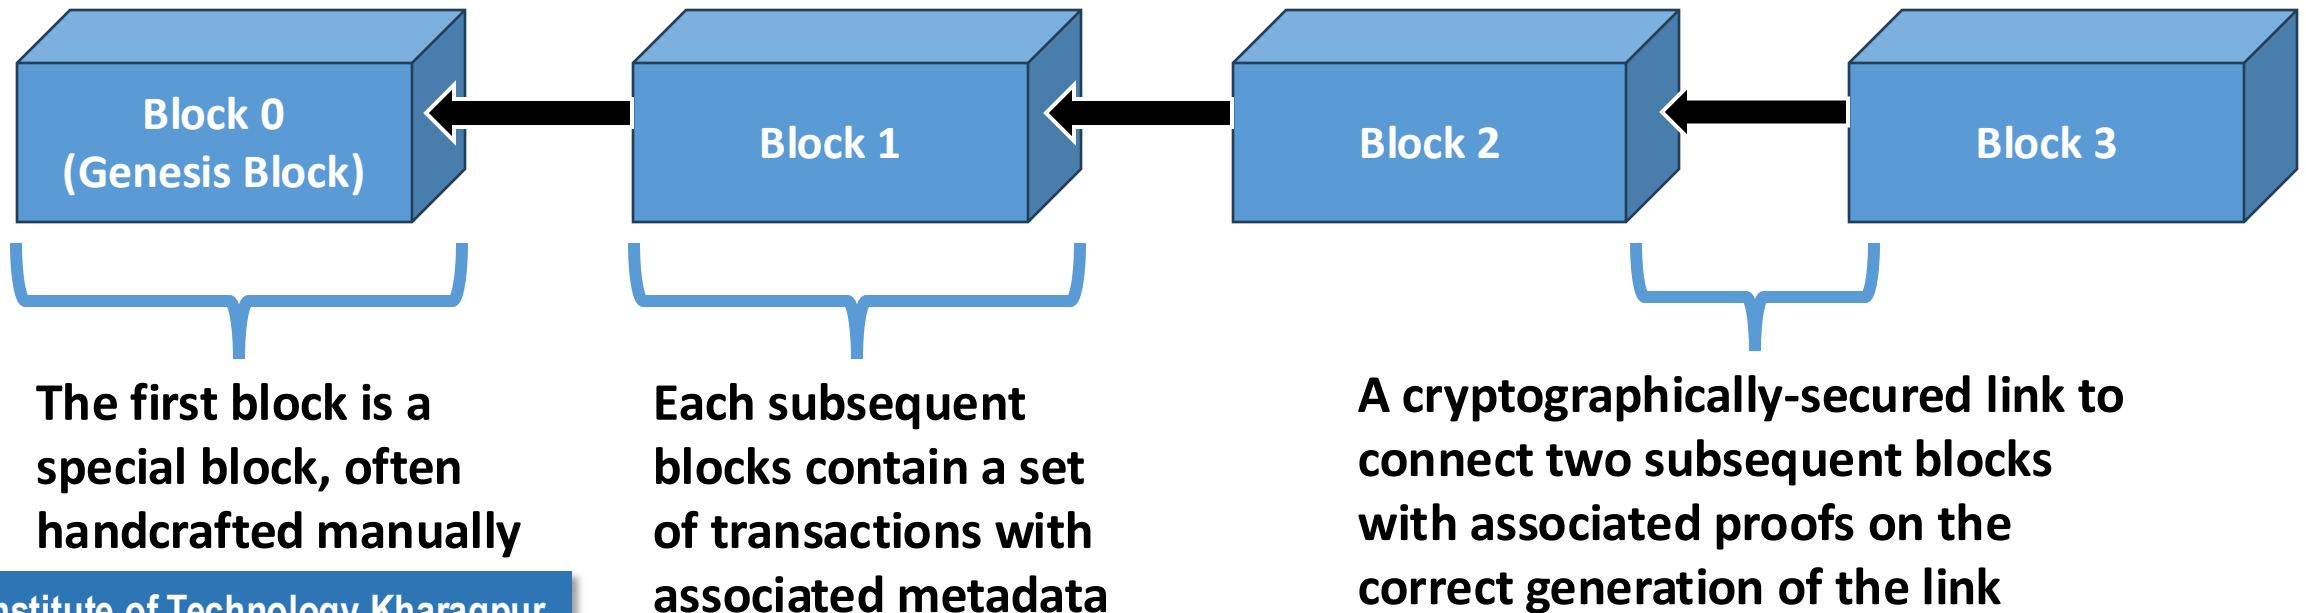 Block 0
(Genesis Block)
Block 1
Block 2
Block 3
The first block is a
special block, often
handcrafted manually
Each subsequent
blocks contain a set
of transactions with
associated metadata
A cryptographically-secured link to
connect two subsequent blocks
with associated proofs on the
correct generation of the link
nstitute of Technology Kharagpur